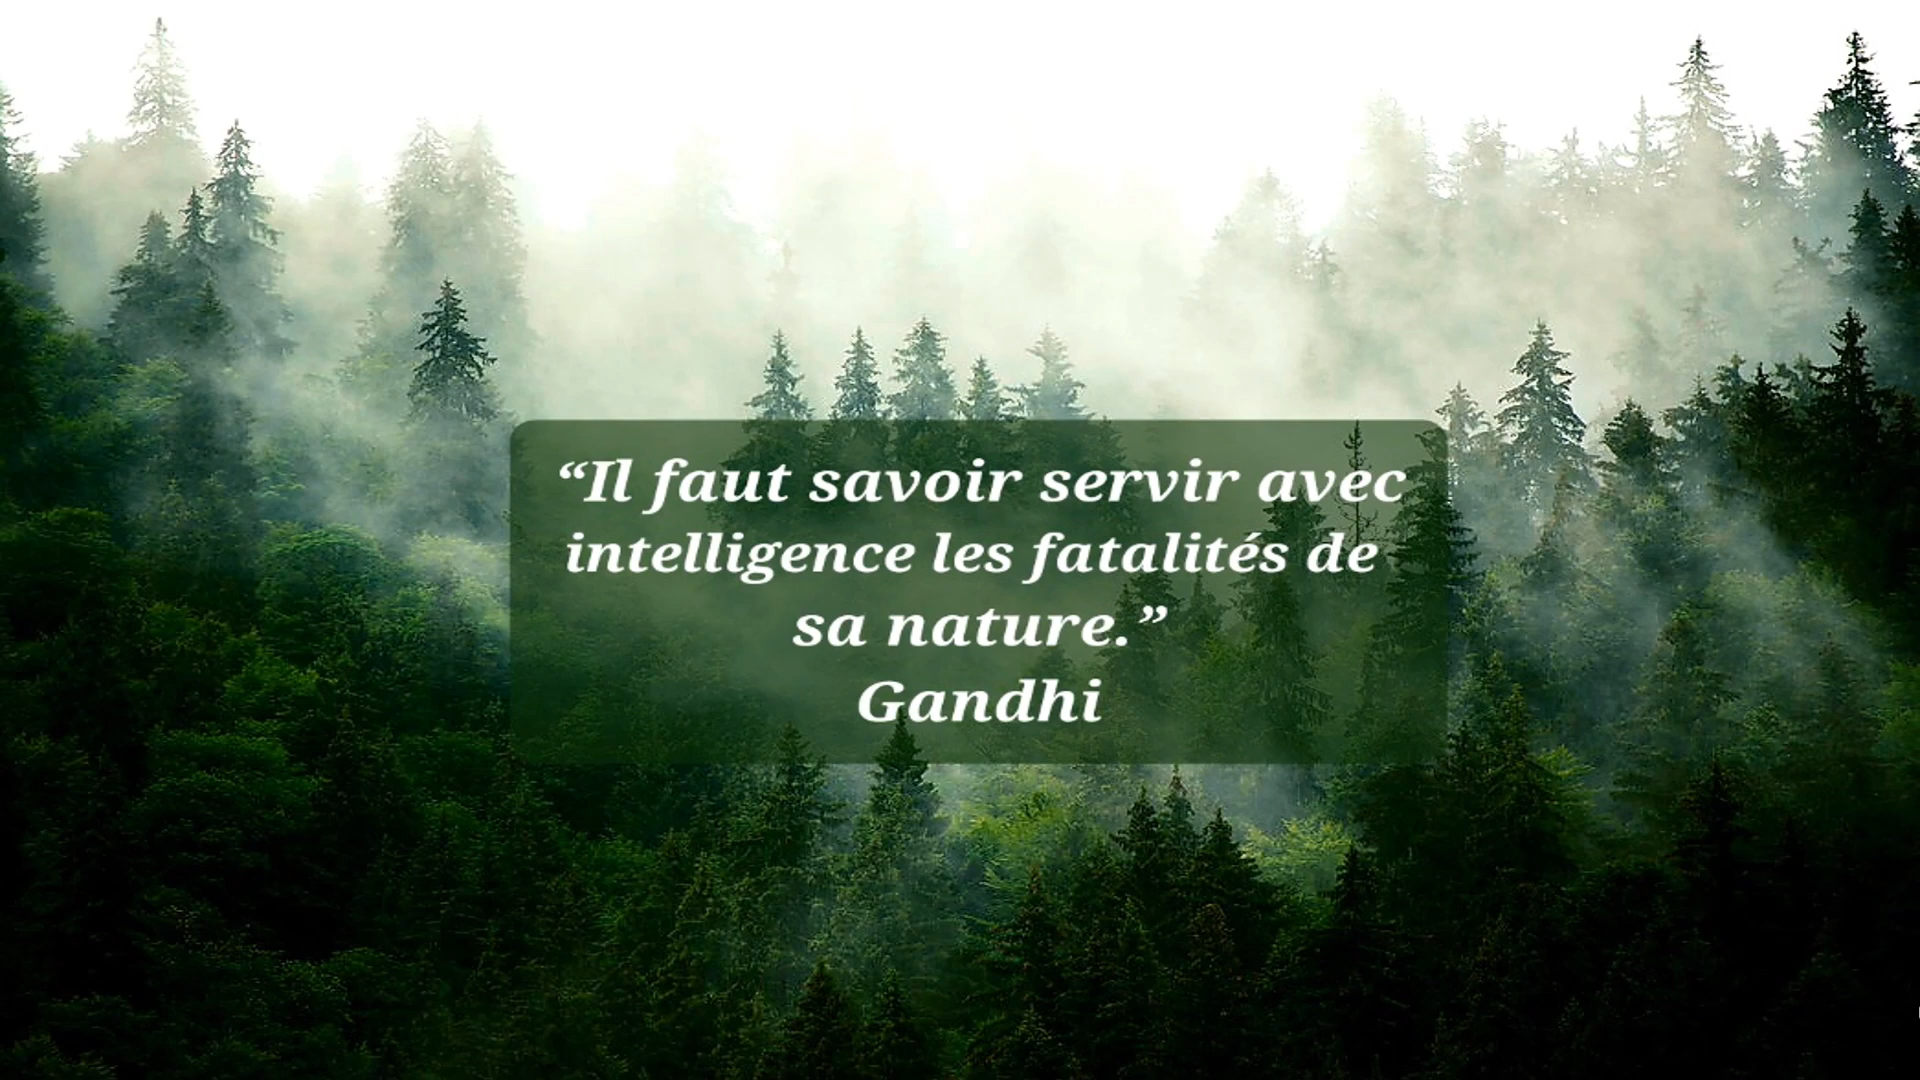 “Il faut savoir servir avec
intelligence les fatalités de
sa nature.”
Gandhi